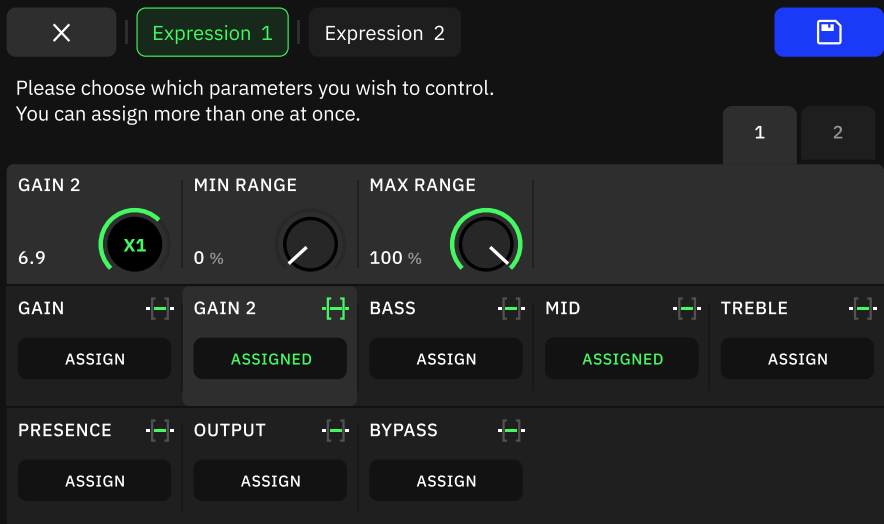 Expression 1
Expression 2
Please choose which parameters you wish to control.
You can assign more than one at once.
1
2
GAIN 2
MIN RANGE
MAX RANGE
6.9
X1
0 %
100 %
GAIN
GAIN 2
BASS
MID
TREBLE
ASSIGN
ASSIGNED
ASSIGN
ASSIGNED
ASSIGN
PRESENCE
OUTPUT
BYPASS
ASSIGN
ASSIGN
ASSIGN